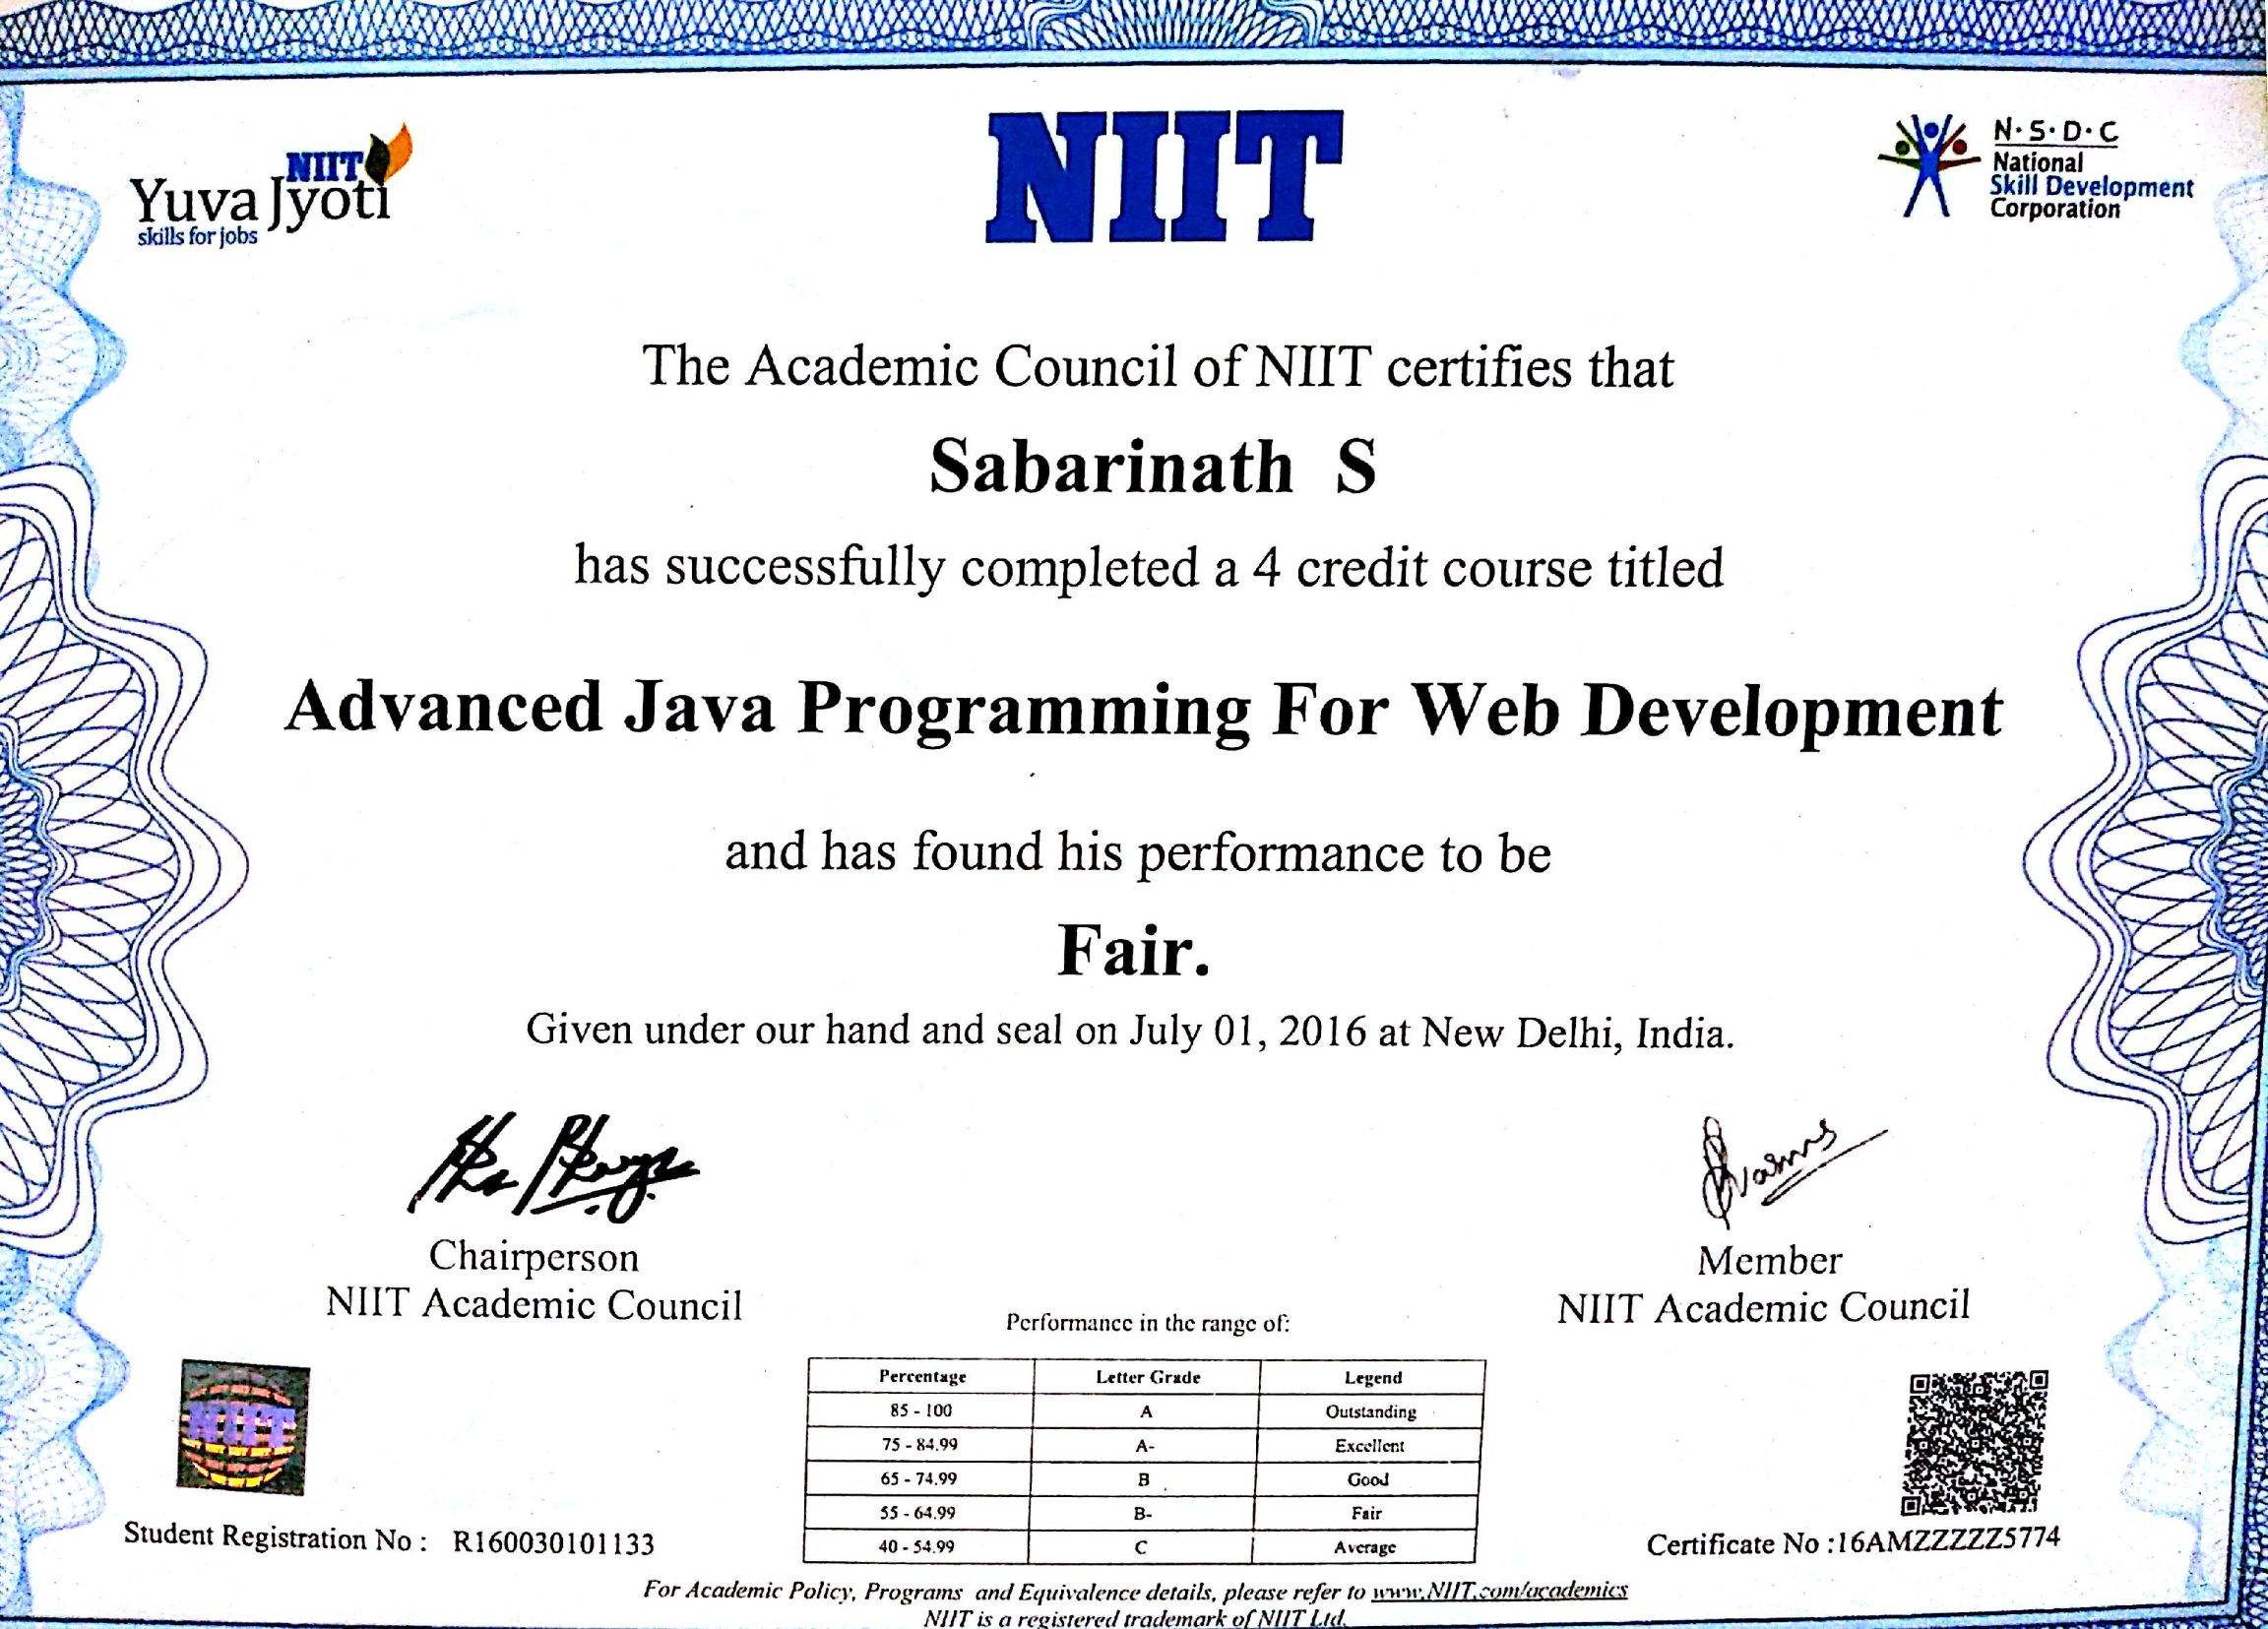 NIIT
Yuva Jyoti
skills for jobs
NIIT
N·S·D·C
National
Skill Development
Corporation
The Academic Council of NIIT certifies that
Sabarinath S
has successfully completed a 4 credit course titled
Advanced Java Programming For Web Development
and has found his performance to be
Fair.
Given under our hand and seal on July 01, 2016 at New Delhi, India.
Chairperson
NIIT Academic Council
Member
NIIT Academic Council
Performance in the range of:
Percentage Letter Grade Legend
85 - 100 A Outstanding
75 - 84.99 A- Excellent
65 - 74.99 B Good
55 - 64.99 B- Fair
40 - 54.99 C Average
NIIT
Student Registration No : R160030101133
Certificate No :16AMZZZZZ5774
For Academic Policy, Programs and Equivalence details, please refer to www.NIIT.com/academics
NIIT is a registered trademark of NIIT Ltd.